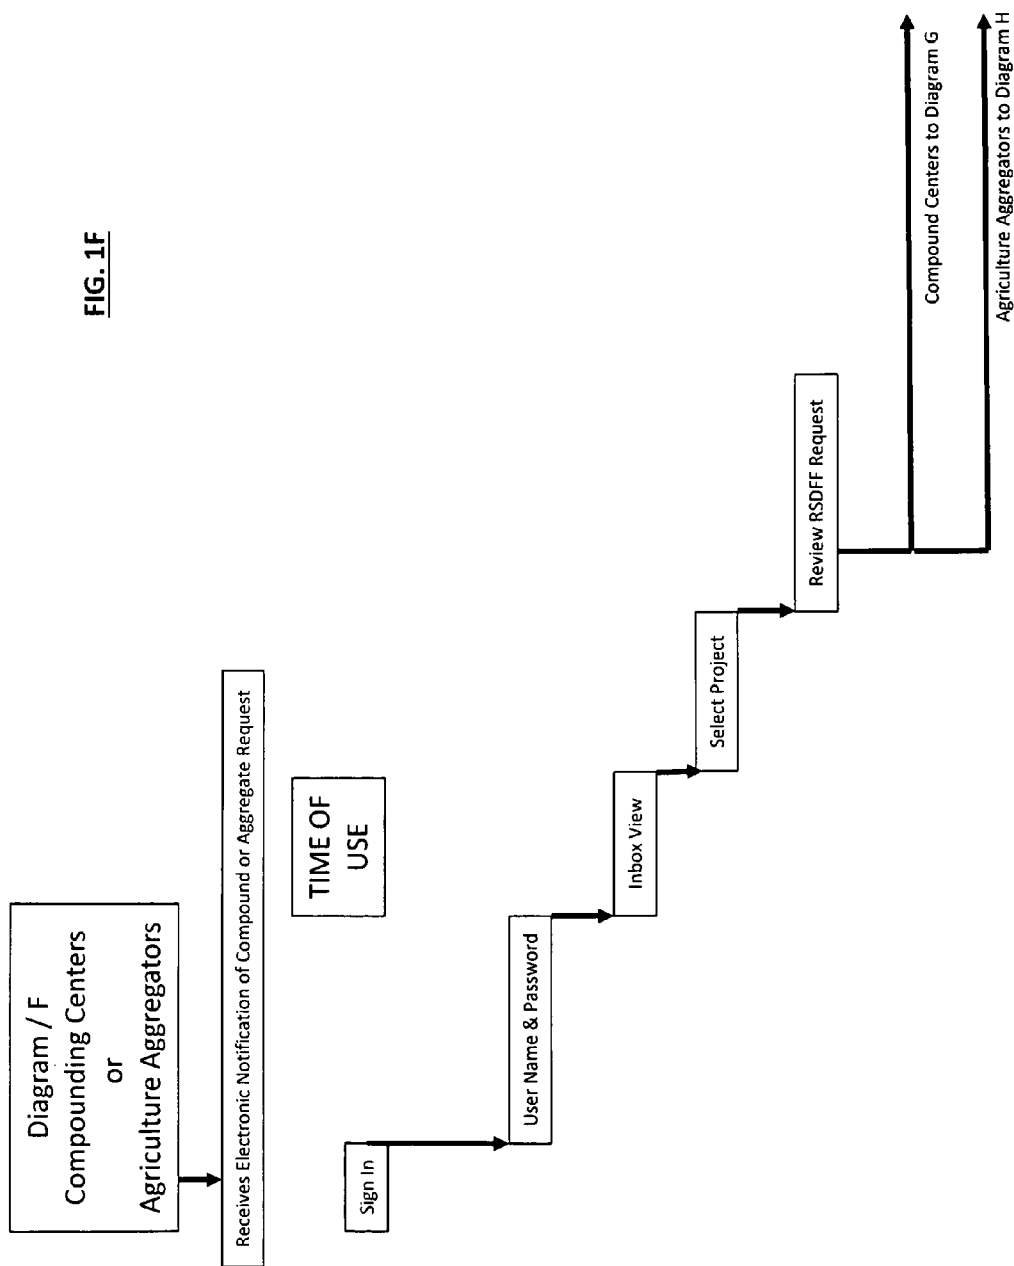 FIG. 1F
Diagram / F
Compounding Centers
or
Agriculture Aggregators
Receives Electronic Notification of Compound or Aggregate Request
TIME OF
USE
Sign In
User Name & Password
Inbox View
Select Project
Review RSDFF Request
Compound Centers to Diagram G
Agriculture Aggregators to Diagram H